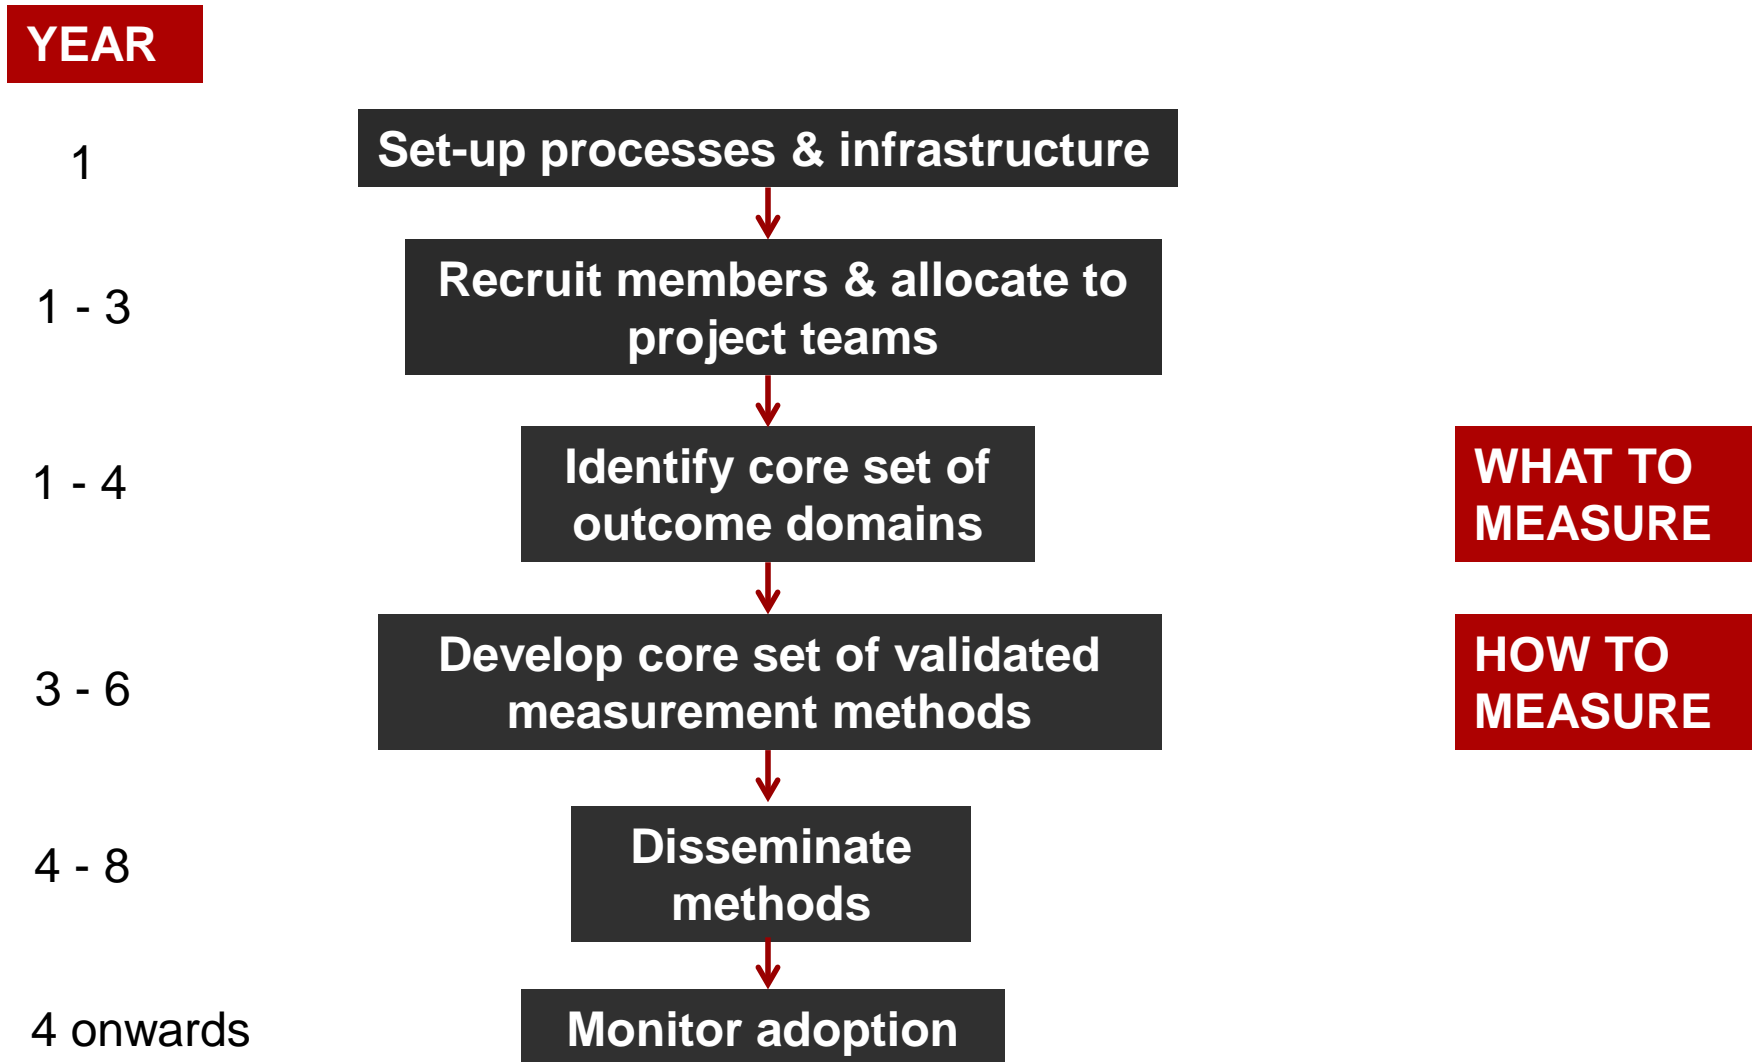 YEAR
1
Set-up processes & infrastructure
1 - 3
Recruit members & allocate to
project teams
1 - 4
Identify core set of
outcome domains
WHAT TO
MEASURE
3 - 6
Develop core set of validated
measurement methods
HOW TO
MEASURE
4 - 8
Disseminate
methods
4 onwards
Monitor adoption